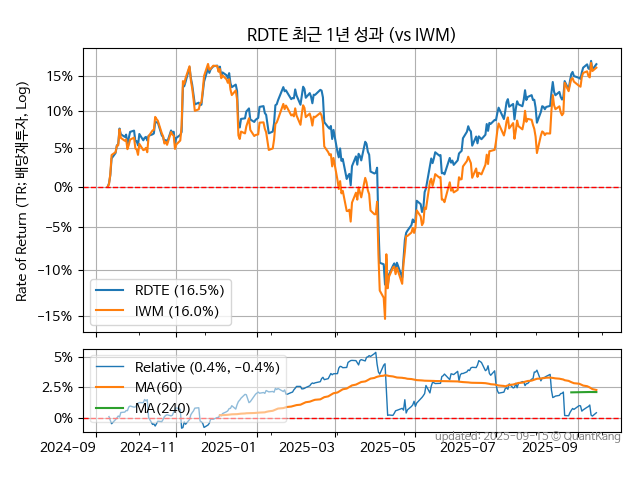 RDTE 최근 1년 성과 (vs IWM)
Rate of Return (TR: 배당재투자, Log)
15%
10%
5%
0%
−5%
−10%
−15%
RDTE (16.5%)
IWM (16.0%)
5%
2.5%
0%
Relative (0.4%, −0.4%)
MA(60)
MA(240)
2024-09
2024-11
2025-01
2025-03
2025-05
2025-07
2025-09
updated: 2025-09-15 © QuantKang